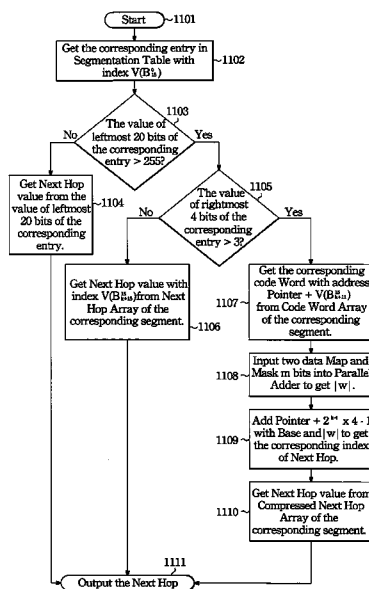 Start
1101
Get the corresponding entry in
Segmentation Table with
index V(B
1102
The value of
leftmost 20 bits of
the corresponding
entry > 255?
1103
No
Yes
Get Next Hop
value from the
value of leftmost
20 bits of the
corresponding
entry.
1104
The value of
rightmost
4 bits of the
corresponding
entry > 3?
1105
No
Yes
Get Next Hop value with
index V(B from Next
Hop Array of the
corresponding segment.
1106
Get the corresponding
code Word with address
Pointer + V(B
from Code Word Array
of the corresponding
segment.
1107
Input two data Map and
Mask m bits into Parallel
Adder to get |w|.
1108
Add Pointer + 2 x 4 - 1
with Base and |w| to get
the corresponding index
of Next Hop.
1109
Get Next Hop value from
Compressed Next Hop
Array of the
corresponding segment.
1110
1111
Output the Next Hop